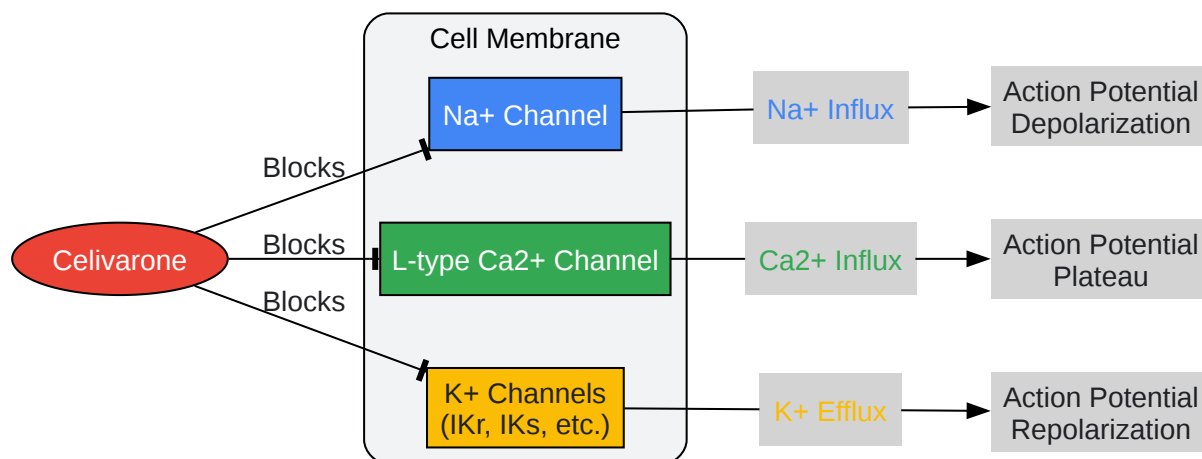 Cell Membrane
Na+ Channel
Na+ Influx
Action Potential
Depolarization
Blocks
Celivarone
Blocks
L-type Ca2+ Channel
Ca2+ Influx
Action Potential
Plateau
Blocks
K+ Channels
(IKr, IKs, etc.)
K+ Efflux
Action Potential
Repolarization